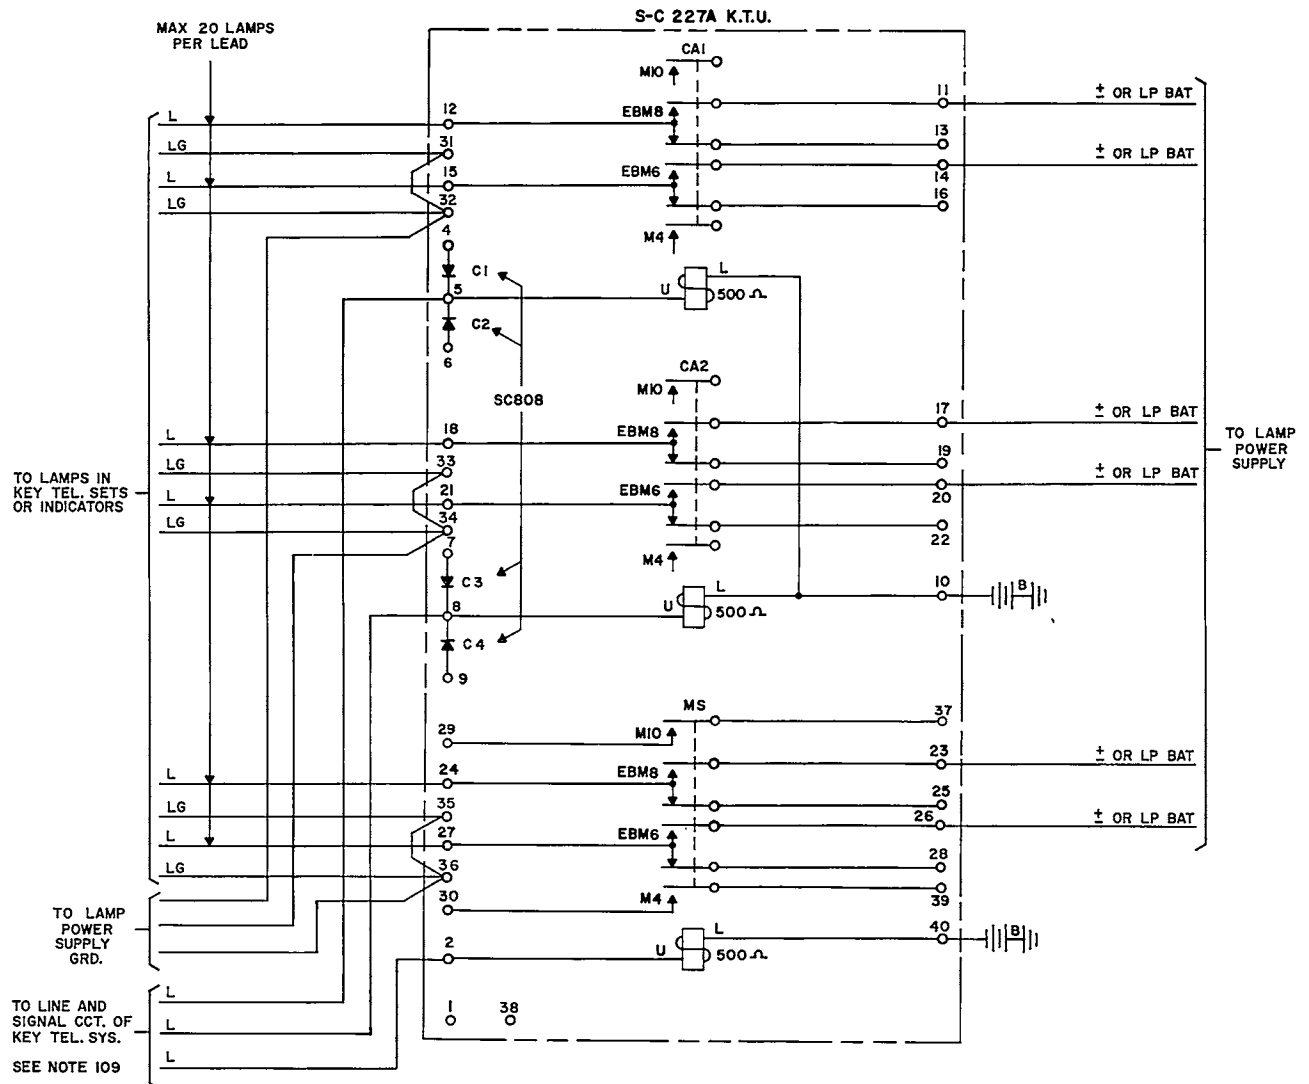 S-C 227A K.T.U.
MAX 20 LAMPS
PER LEAD
CA1
M10
L
12
EBM8
11
± OR LP BAT
LG
31
13
L
15
EBM6
14
± OR LP BAT
LG
32
16
4
M4
C1
L
5
U
500 Ω
C2
6
SC808
CA2
M10
L
18
EBM8
17
± OR LP BAT
LG
33
19
TO LAMPS IN
KEY TEL. SETS
OR INDICATORS
L
21
EBM6
20
± OR LP BAT
LG
34
22
TO LAMP
POWER
SUPPLY
7
M4
C3
L
10
B
8
U
500 Ω
C4
9
MS
29
M10
37
L
24
EBM8
23
± OR LP BAT
LG
35
25
L
27
EBM6
26
± OR LP BAT
LG
36
28
30
M4
39
TO LAMP
POWER
SUPPLY
GRD.
2
U
L
500 Ω
40
B
L
1
38
TO LINE AND
SIGNAL CCT. OF
KEY TEL. SYS.
L
SEE NOTE 109
L